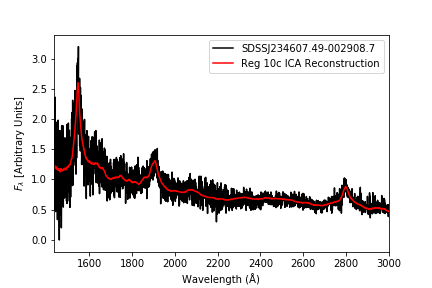 SDSSJ234607.49-002908.7
Reg 10c ICA Reconstruction
3.0
2.5
2.0
1.5
1.0
0.5
0.0
Fλ [Arbitrary Units]
1600 1800 2000 2200 2400 2600 2800 3000
Wavelength (Å)